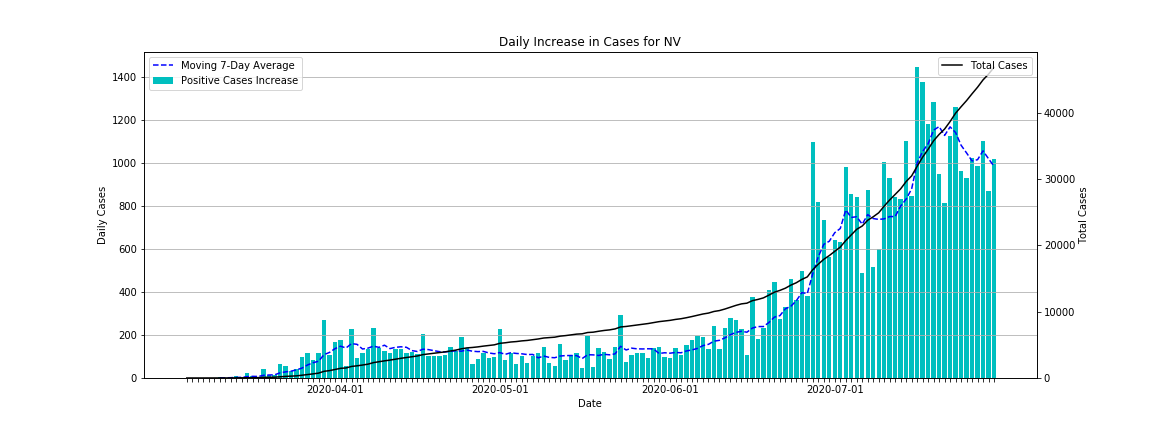 Daily Increase in Cases for NV
Moving 7-Day Average
Positive Cases Increase
Total Cases
1400
1200
1000
800
600
400
200
0
Daily Cases
40000
30000
20000
10000
0
Total Cases
2020-04-01
2020-05-01
2020-06-01
2020-07-01
Date